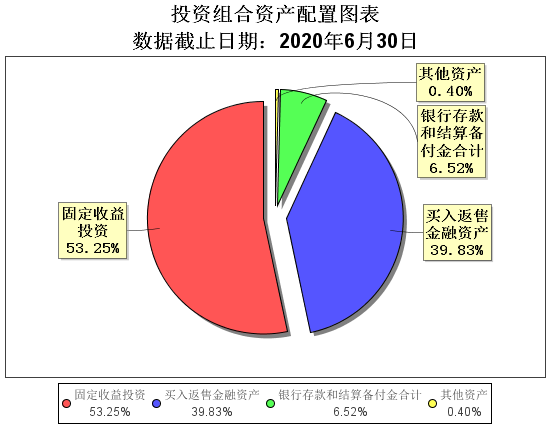 投资组合资产配置图表
数据截止日期：2020年6月30日
其他资产
0.40%
银行存款
和结算备
付金合计
6.52%
固定收益
投资
53.25%
买入返售
金融资产
39.83%
固定收益投资 买入返售金融资产 银行存款和结算备付金合计 其他资产
53.25% 39.83% 6.52% 0.40%